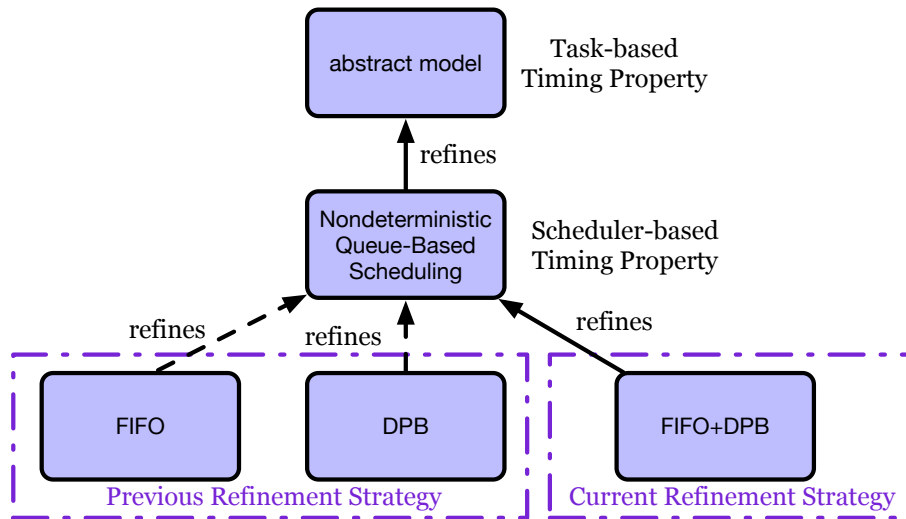 abstract model
Task-based
Timing Property
refines
Nondeterministic
Queue-Based
Scheduling
Scheduler-based
Timing Property
refines
refines
refines
FIFO
DPB
FIFO+DPB
Previous Refinement Strategy
Current Refinement Strategy